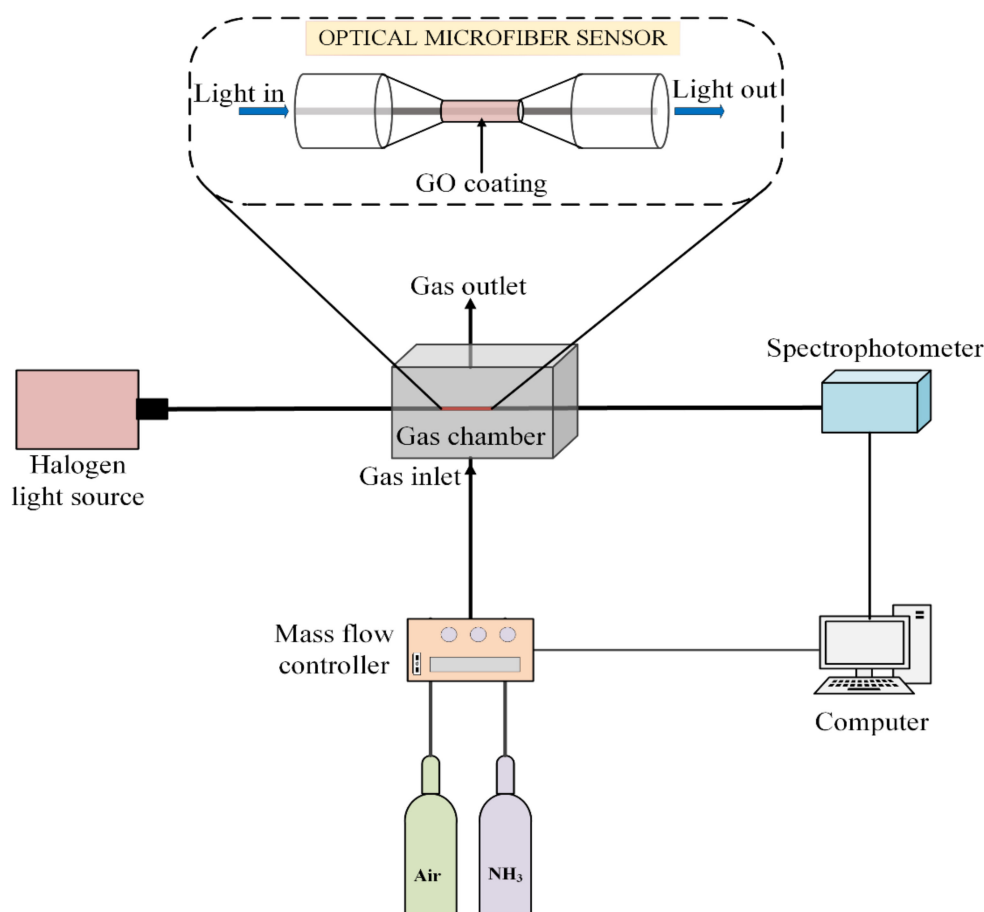 OPTICAL MICROFIBER SENSOR
Light in
Light out
GO coating
Gas outlet
Spectrophotometer
Gas chamber
Halogen
light source
Gas inlet
Mass flow
controller
Computer
Air
NH₃